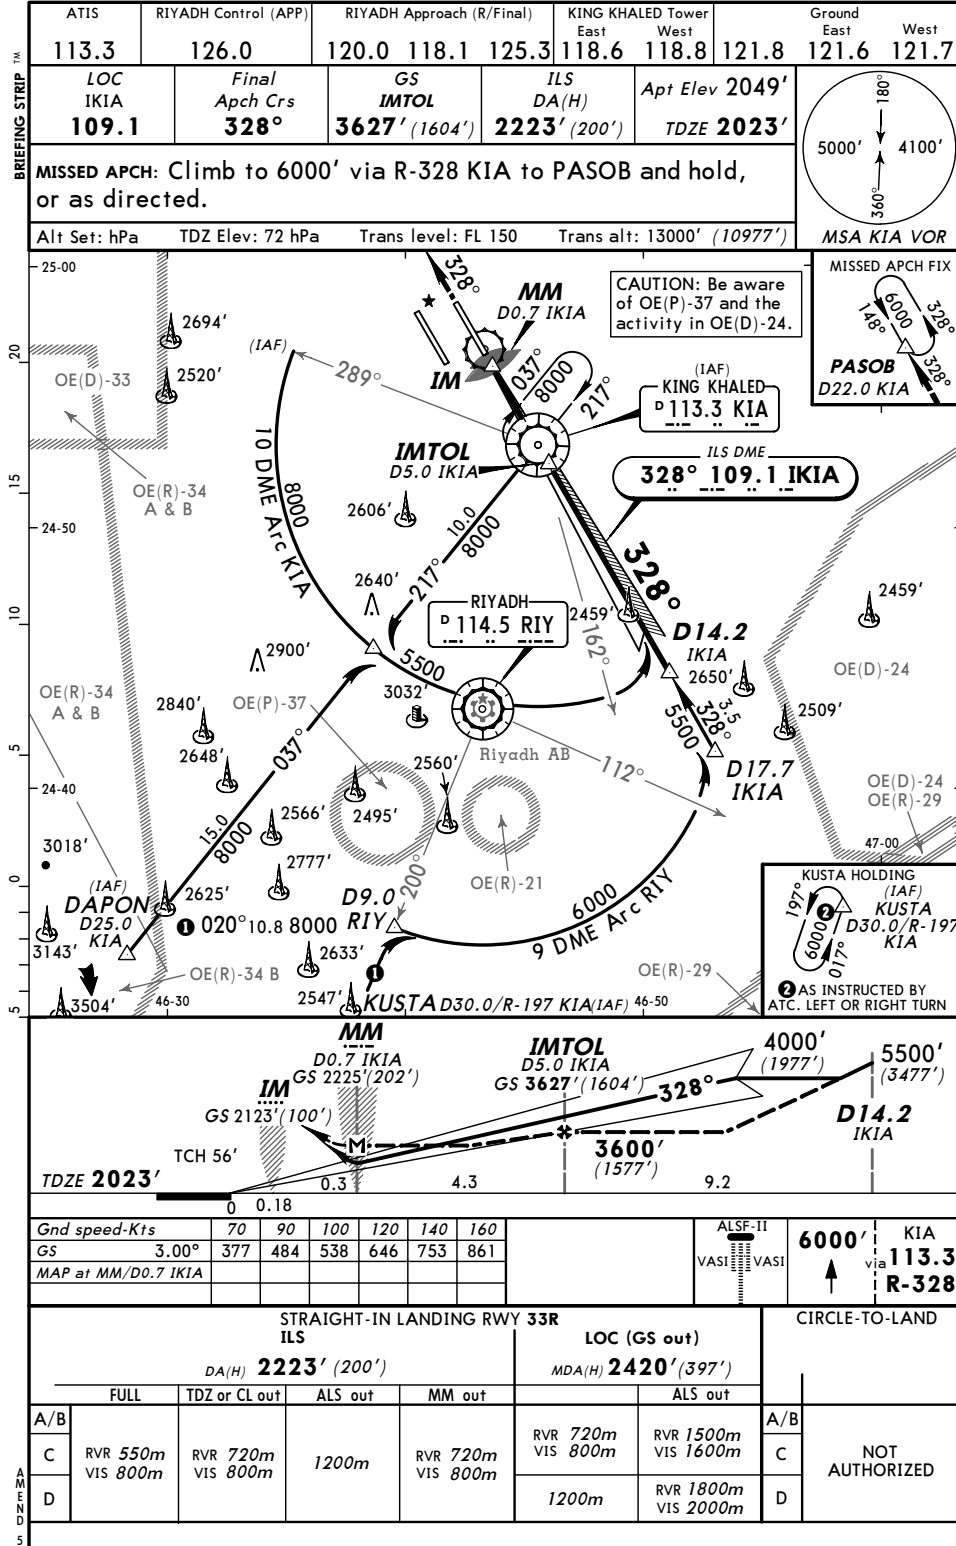 ATIS
113.3
RIYADH Control (APP)
126.0
RIYADH Approach (R/Final)
120.0 118.1 125.3
KING KHALED Tower
East West
118.6 118.8 121.8
Ground
East West
121.6 121.7
BRIEFING STRIP TM
LOC
IKIA
109.1
Final
Apch Crs
328°
GS
IMTOL
3627' (1604')
ILS
DA(H)
2223' (200')
Apt Elev 2049'
TDZE 2023'
180°
5000' 4100'
360°
MSA KIA VOR
MISSED APCH: Climb to 6000' via R-328 KIA to PASOB and hold,
or as directed.
Alt Set: hPa TDZ Elev: 72 hPa Trans level: FL 150 Trans alt: 13000' (10977')
25-00
328°
MM
D0.7 IKIA
CAUTION: Be aware
of OE(P)-37 and the
activity in OE(D)-24.
MISSED APCH FIX
6000
148°
328°
328°
PASOB
D22.0 KIA
2694'
2520'
20
OE(D)-33
(IAF)
289°
IM
037°
8000
217°
(IAF)
KING KHALED
D 113.3 KIA
IMTOL
D5.0 IKIA
ILS DME
328° 109.1 IKIA
OE(R)-34
A & B
15
10 DME Arc KIA
8000
24-50
2606'
10.0
8000
217°
328°
2640'
2459'
RIYADH
D 114.5 RIY
D14.2
IKIA
2459'
10
2900'
5500
162°
OE(D)-24
2650'
OE(R)-34
A & B
2840'
OE(P)-37
3032'
328°
3.5
5500
2509'
2648'
037°
Riyadh AB
5
2560'
112°
D17.7
IKIA
24-40
2566'
2495'
OE(D)-24
OE(R)-29
15.0
8000
47-00
3018'
2777'
OE(R)-21
200°
0
(IAF)
DAPON
D25.0
KIA
2625'
D9.0
RIY
6000
9 DME Arc RIY
KUSTA HOLDING
(IAF)
KUSTA
D30.0/R-197
KIA
197°
2
6000
017°
2 AS INSTRUCTED BY
ATC. LEFT OR RIGHT TURN
1 020° 10.8 8000
3143'
2633'
1
OE(R)-34 B
OE(R)-29
3504'
46-30
2547'
KUSTA D30.0/R-197 KIA (IAF)
46-50
5
MM
D0.7 IKIA
GS 2225' (202')
IM
GS 2123' (100')
IMTOL
D5.0 IKIA
GS 3627' (1604')
328°
4000'
(1977')
5500'
(3477')
D14.2
IKIA
M
3600'
(1577')
TCH 56'
TDZE 2023'
0.3 4.3 9.2
0 0.18
Gnd speed-Kts 70 90 100 120 140 160
GS 3.00° 377 484 538 646 753 861
MAP at MM/D0.7 IKIA
ALSF-II
VASI VASI
6000'
via
KIA
113.3
R-328
STRAIGHT-IN LANDING RWY 33R
CIRCLE-TO-LAND
ILS
LOC (GS out)
DA(H) 2223' (200')
MDA(H) 2420' (397')
FULL TDZ or CL out ALS out MM out ALS out
A/B
C
D
RVR 550m
VIS 800m
RVR 720m
VIS 800m
1200m
RVR 720m
VIS 800m
RVR 720m
VIS 800m
1200m
RVR 1500m
VIS 1600m
RVR 1800m
VIS 2000m
A/B
C
D
NOT
AUTHORIZED
AMEND 5